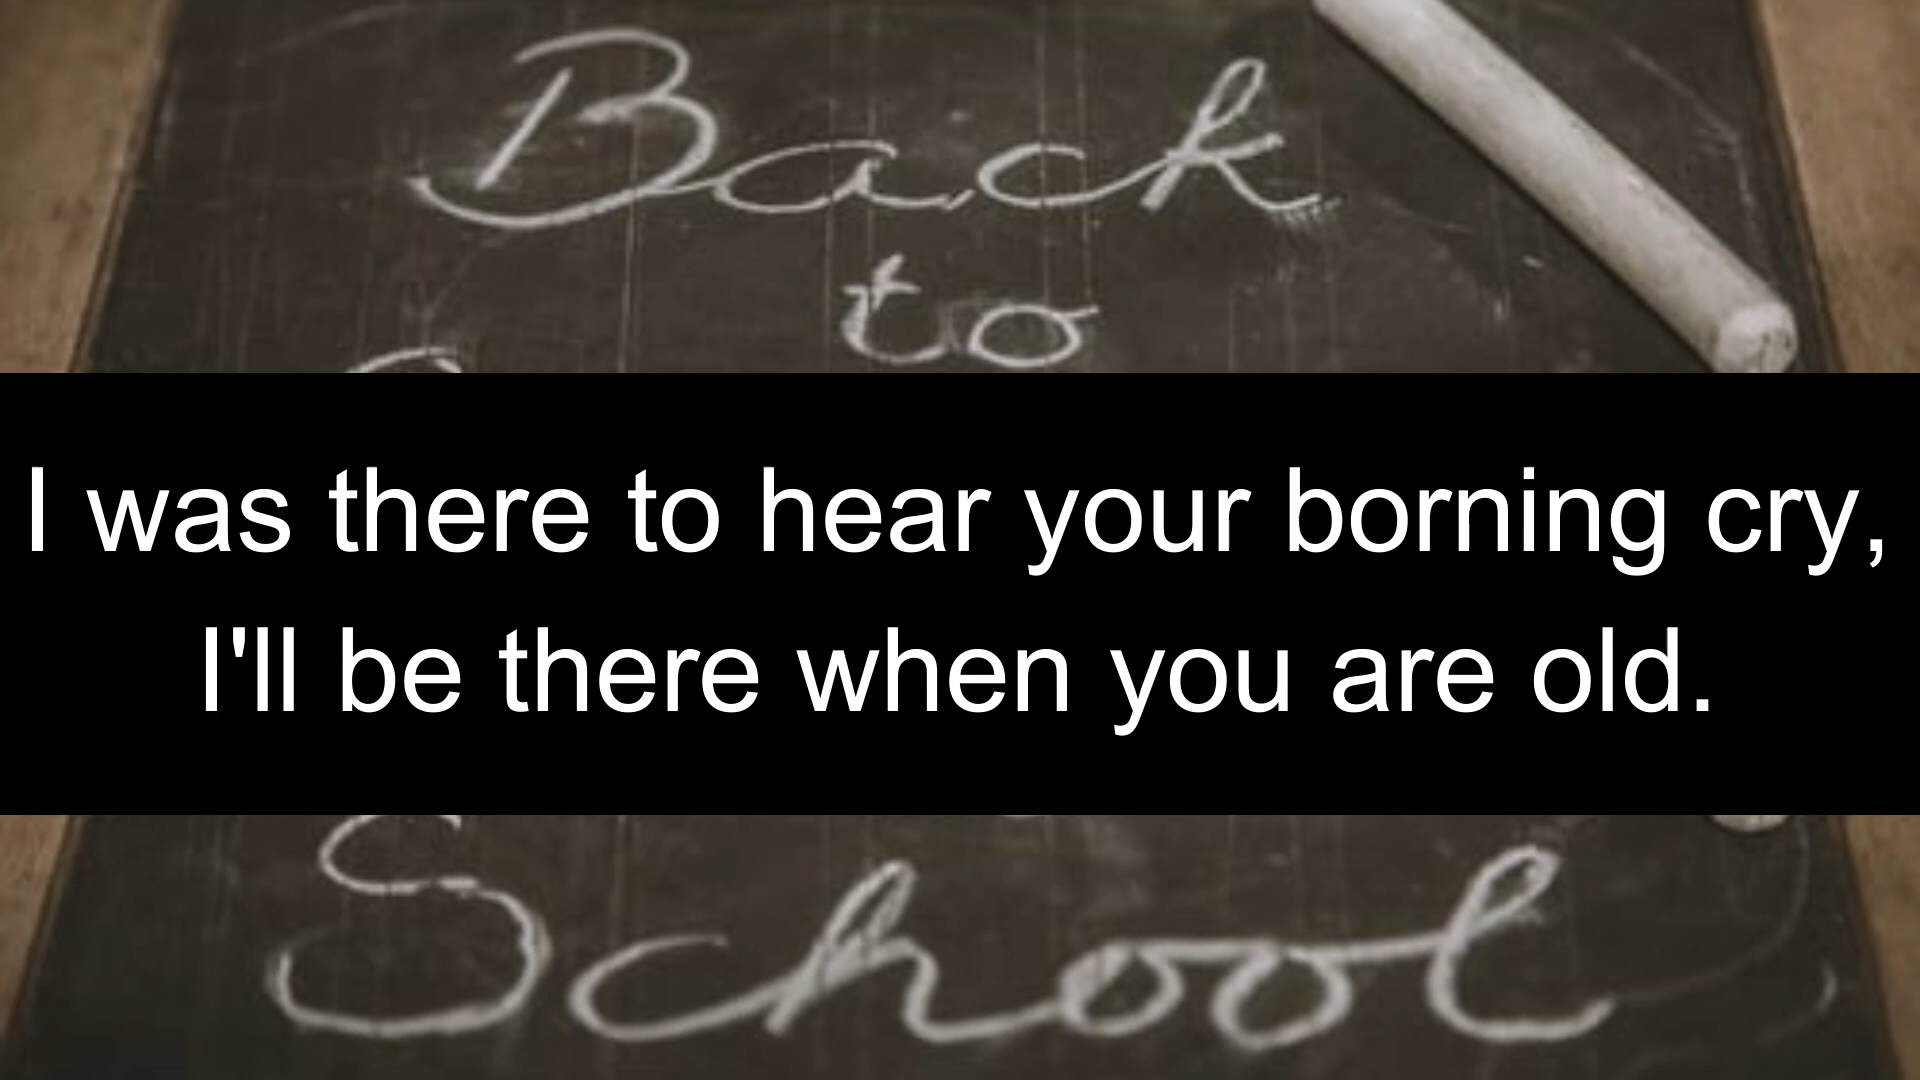 Back
to
I was there to hear your borning cry,
I'll be there when you are old.
School